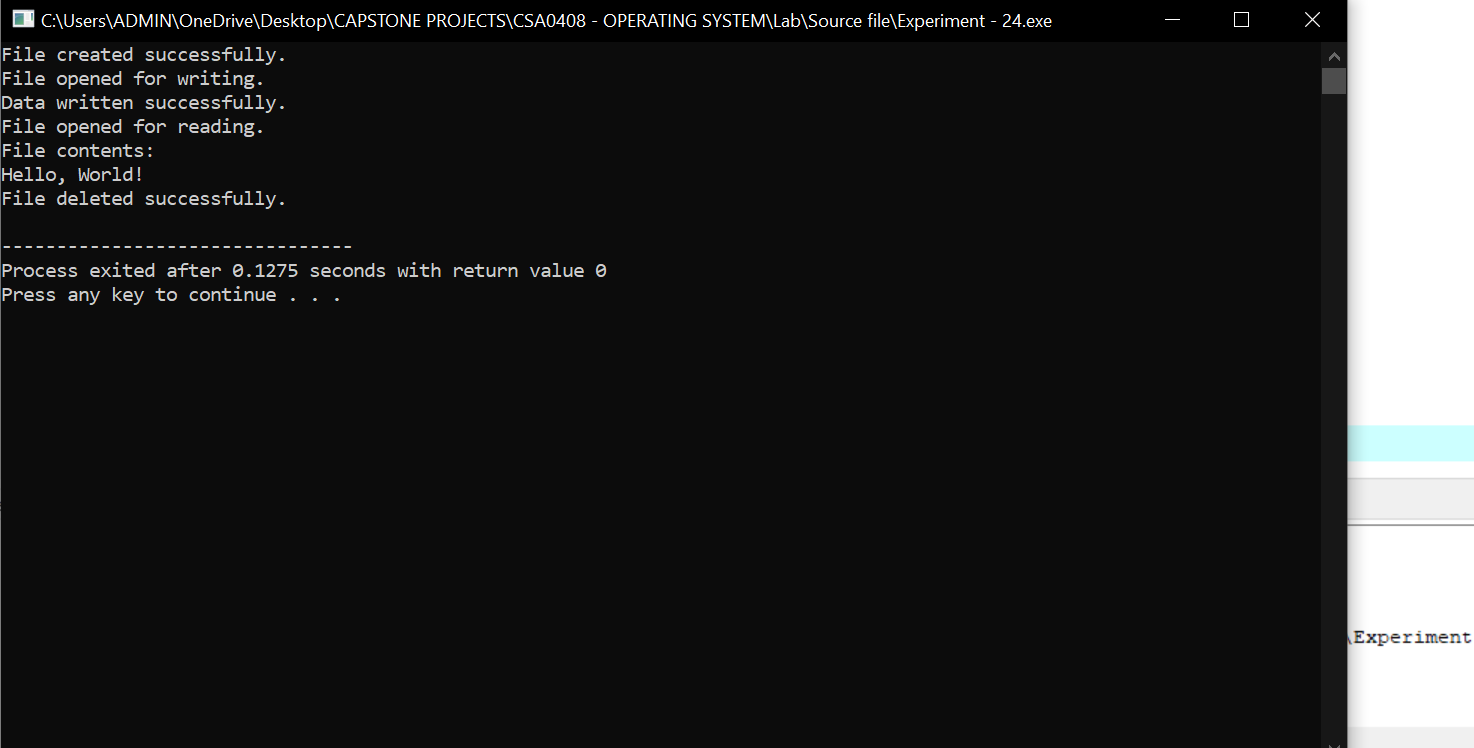 C:\Users\ADMIN\OneDrive\Desktop\CAPSTONE PROJECTS\CSA0408 - OPERATING SYSTEM\Lab\Source file\Experiment - 24.exe
File created successfully.
File opened for writing.
Data written successfully.
File opened for reading.
File contents:
Hello, World!
File deleted successfully.
--------------------------------
Process exited after 0.1275 seconds with return value 0
Press any key to continue . . .
\Experiment